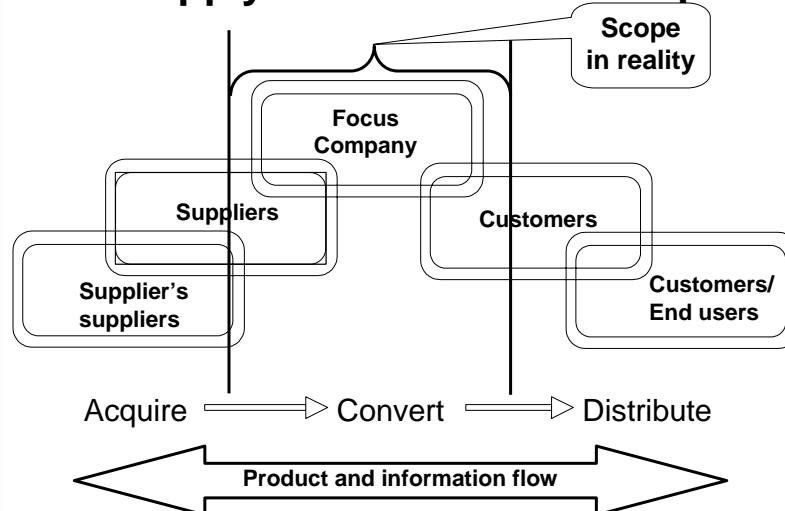 Scope
in reality
Focus
Company
Suppliers
Customers
Supplier's
suppliers
Customers/
End users
Acquire
Convert
Distribute
Product and information flow